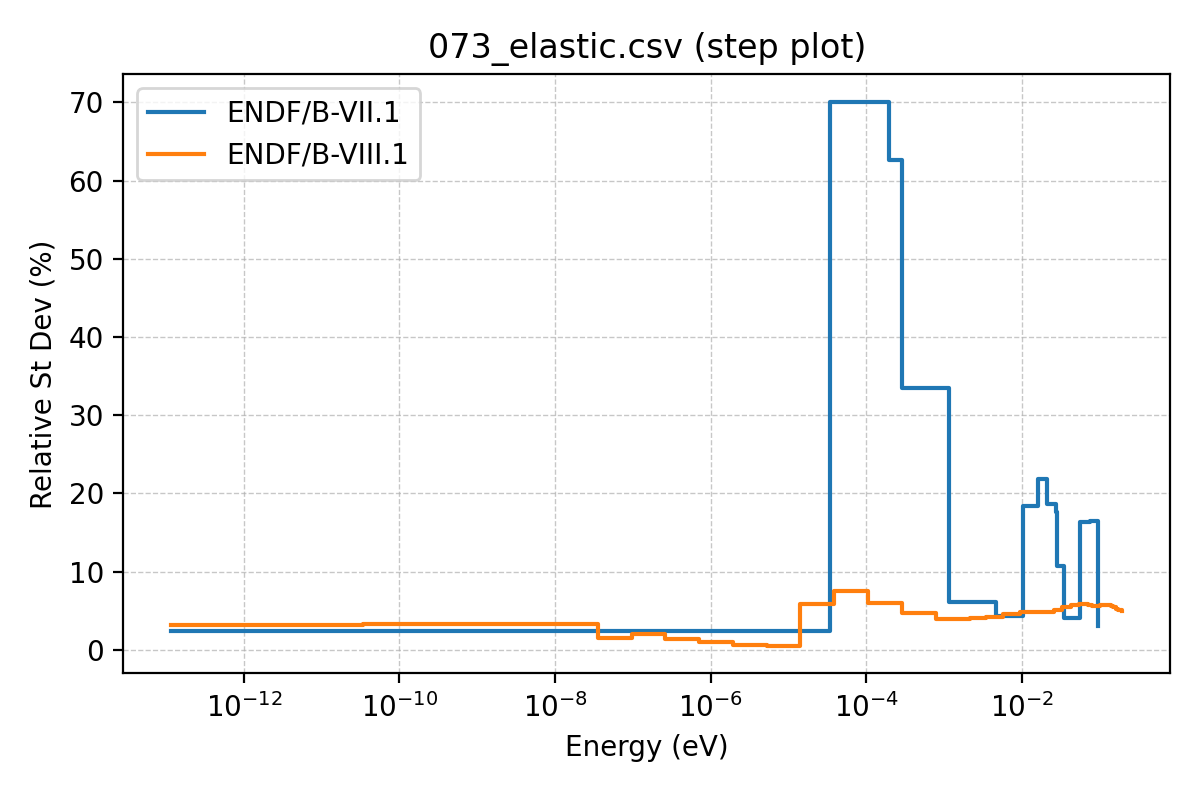 073_elastic.csv (step plot)
ENDF/B-VII.1
ENDF/B-VIII.1
Relative St Dev (%)
70
60
50
40
30
20
10
0
10⁻¹² 10⁻¹⁰ 10⁻⁸ 10⁻⁶ 10⁻⁴ 10⁻²
Energy (eV)